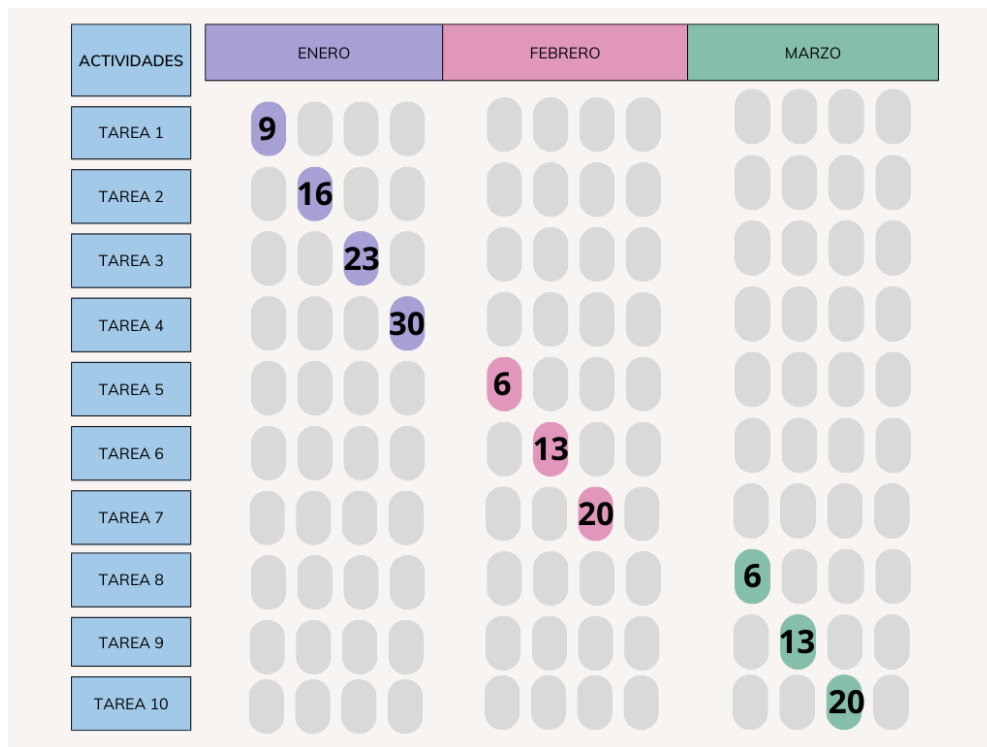 ACTIVIDADES
ENERO
FEBRERO
MARZO
TAREA 1
9
TAREA 2
16
TAREA 3
23
TAREA 4
30
TAREA 5
6
TAREA 6
13
TAREA 7
20
TAREA 8
6
TAREA 9
13
TAREA 10
20